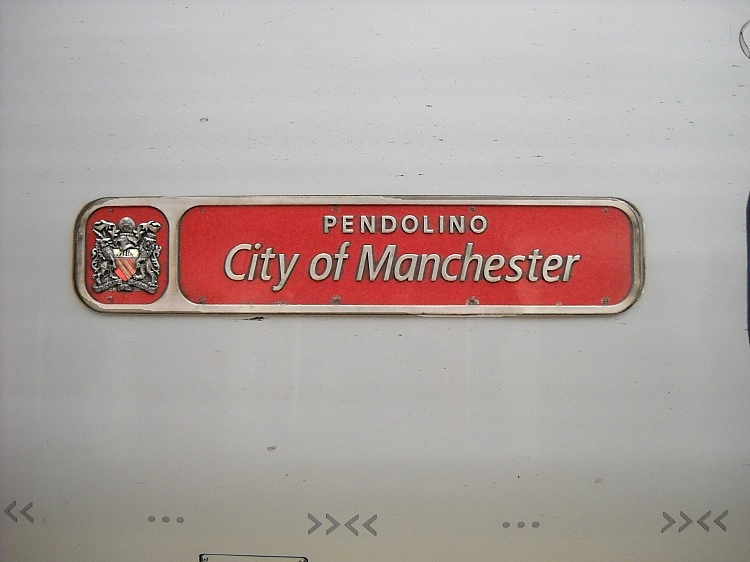 PENDOLINO
City of Manchester
<< ... >><< ... >><<